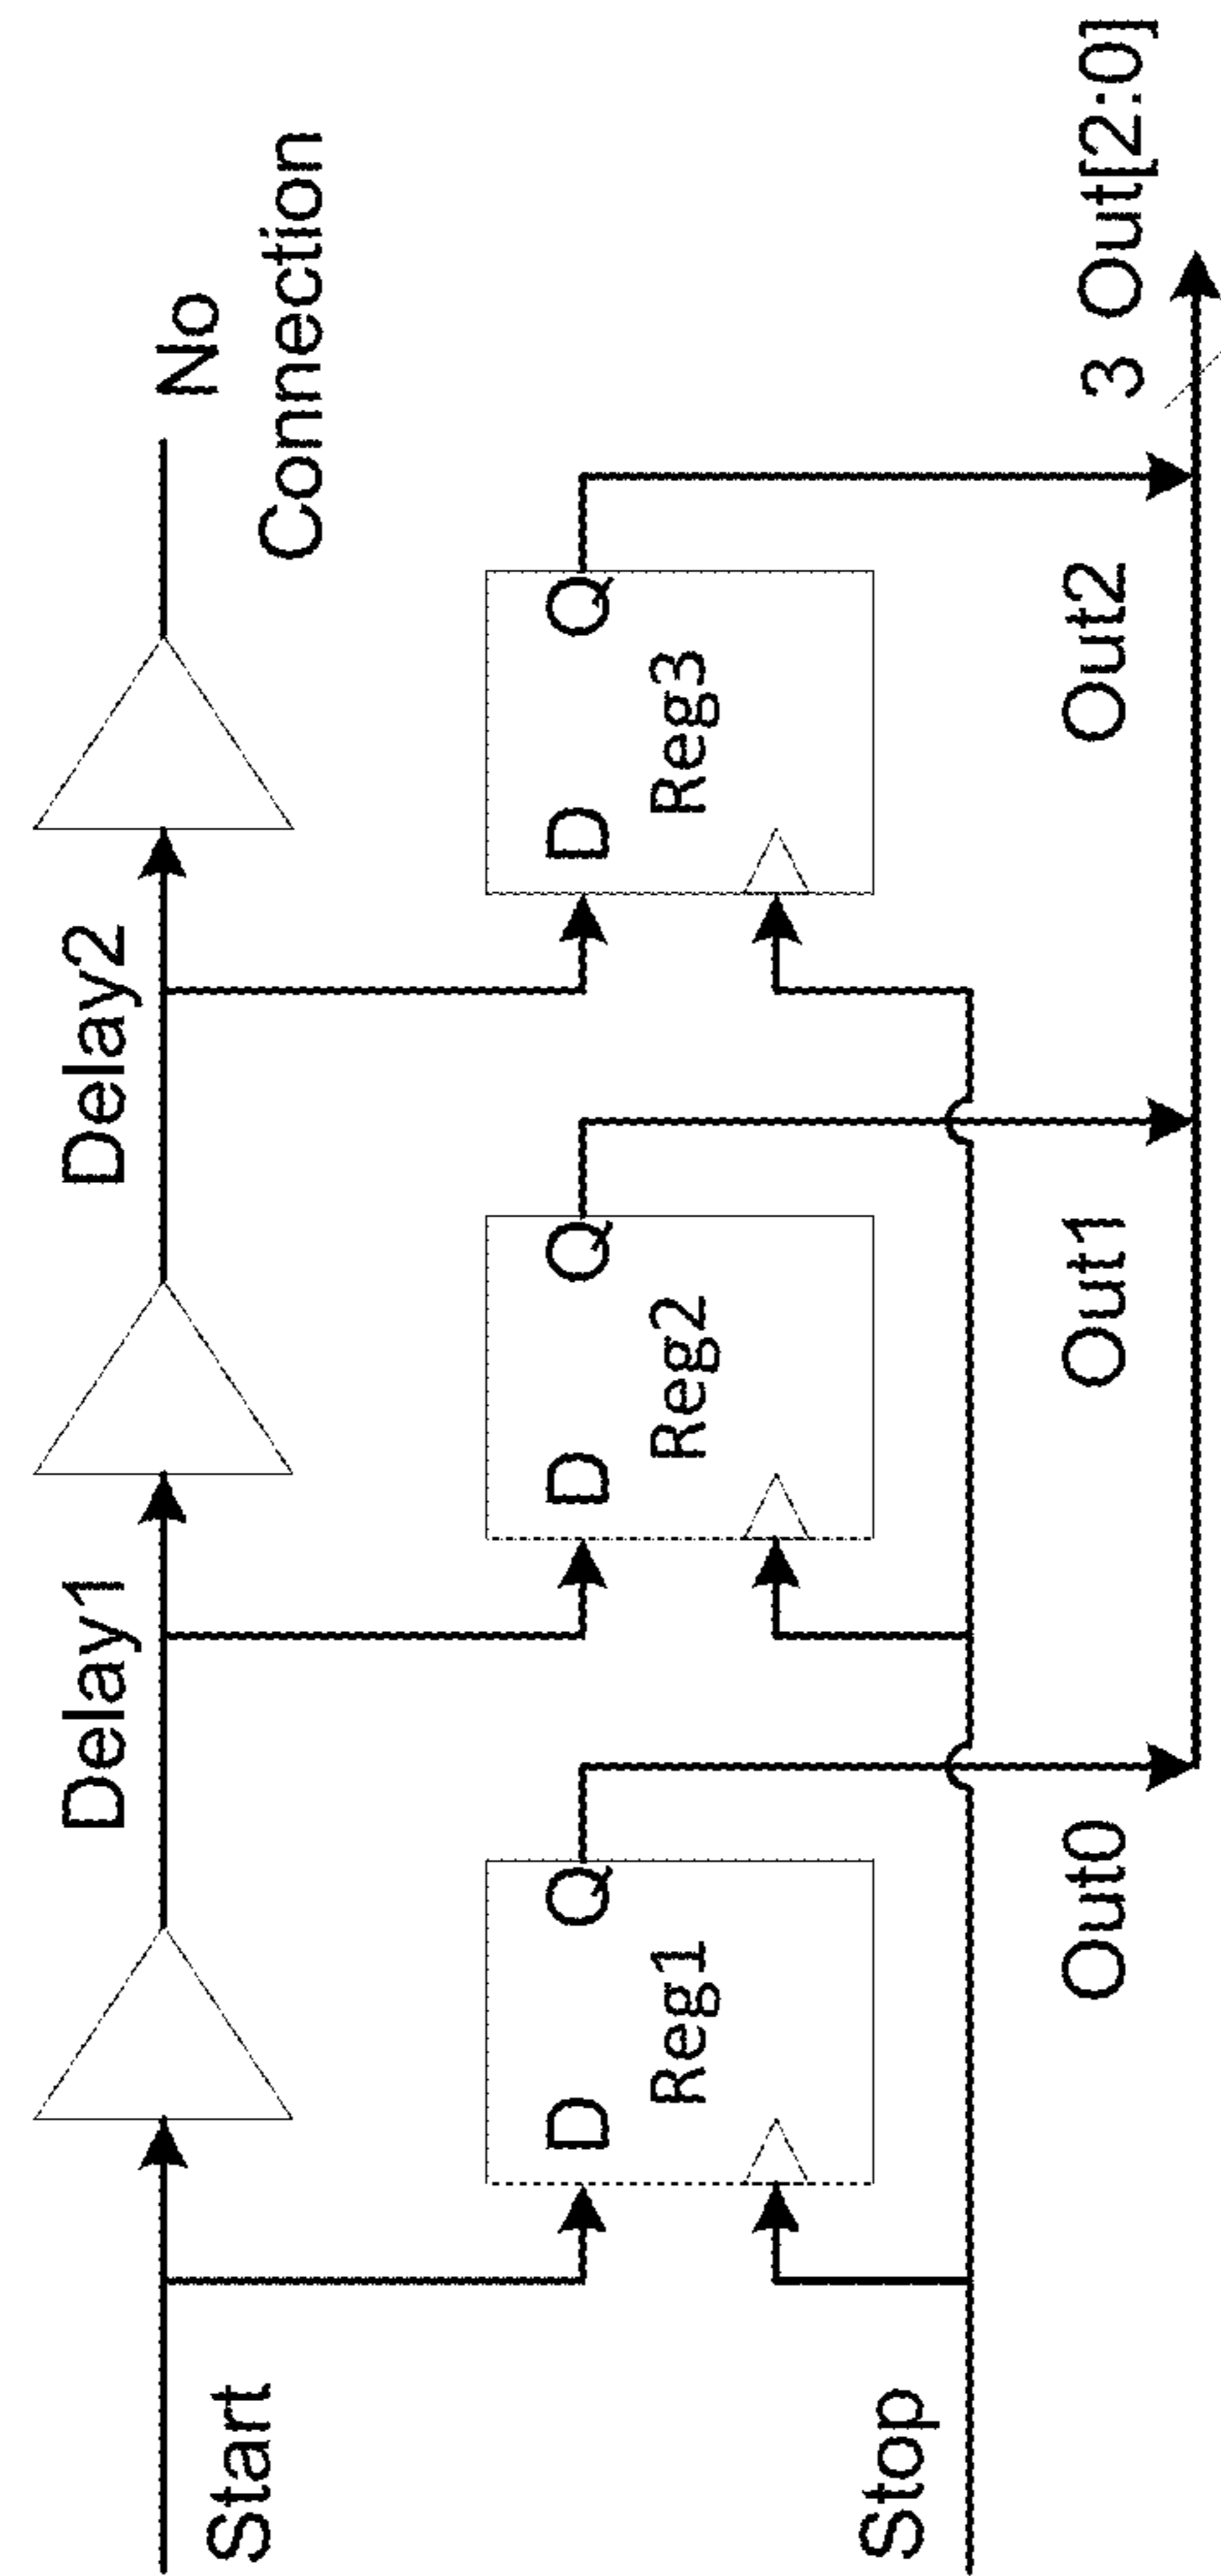 Delay1
Delay2
No
Connection
Start
D
Q
Reg1
D
Q
Reg2
D
Q
Reg3
Stop
Out0
Out1
Out2
3
Out[2:0]